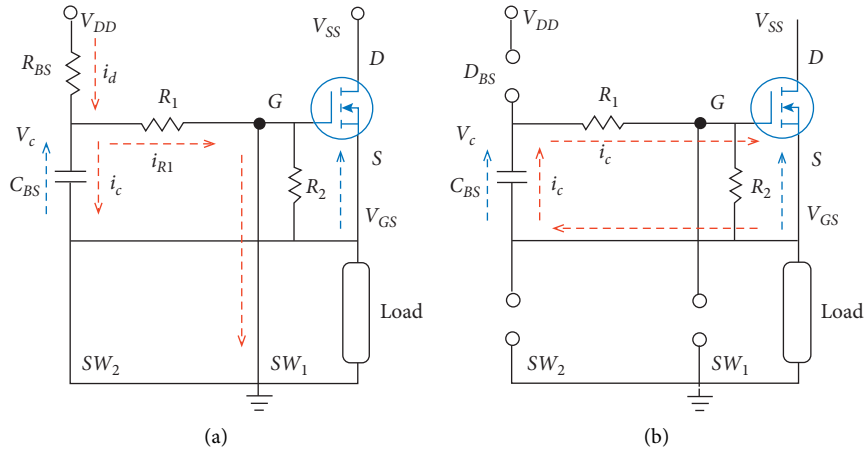 V_DD
V_SS
D
R_BS
i_d
R_1
G
V_c
S
i_R1
C_BS
i_c
R_2
V_GS
Load
SW_2
SW_1
(a)
V_DD
V_SS
D
D_BS
R_1
G
V_c
S
i_c
C_BS
i_c
R_2
V_GS
Load
SW_2
SW_1
(b)